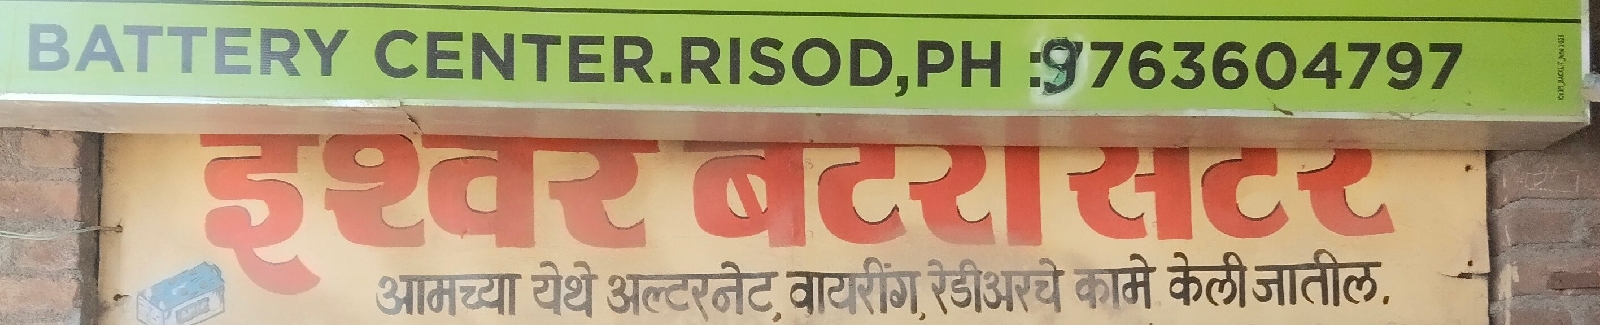 BATTERY CENTER.RISOD,PH :9763604797
इश्वर बॅटरी सेंटर
आमच्या येथे अल्टरनेट, वायरींग, रेडीअरचे कामे केली जातील.